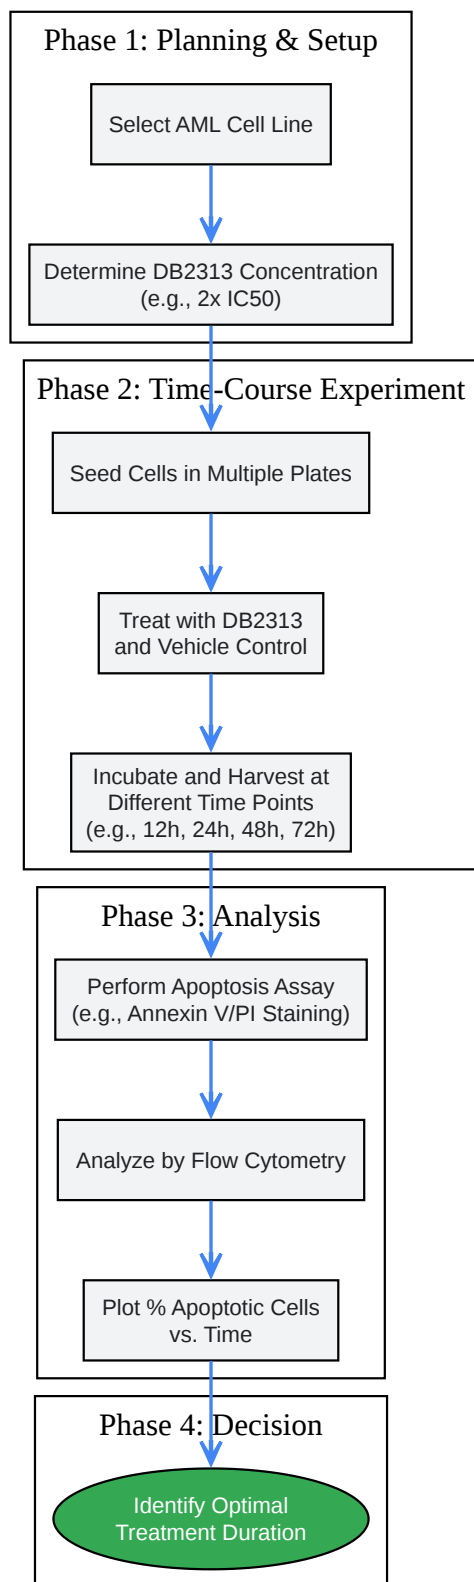 Phase 1: Planning & Setup
Select AML Cell Line
Determine DB2313 Concentration
(e.g., 2x IC50)
Phase 2: Time-Course Experiment
Seed Cells in Multiple Plates
Treat with DB2313
and Vehicle Control
Incubate and Harvest at
Different Time Points
(e.g., 12h, 24h, 48h, 72h)
Phase 3: Analysis
Perform Apoptosis Assay
(e.g., Annexin V/PI Staining)
Analyze by Flow Cytometry
Plot % Apoptotic Cells
vs. Time
Phase 4: Decision
Identify Optimal
Treatment Duration